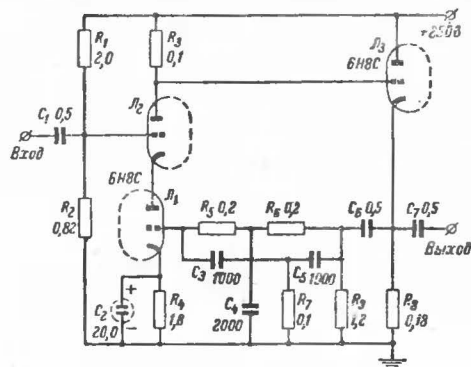 R₁
2,0
R₃
0,1
Л₃
+250В
6Н8С
Л₂
C₁ 0,5
Вход
6Н8С
Л₁
R₂
0,82
R₅ 0,2
R₆ 0,2
C₆ 0,5
C₇ 0,5
Выход
C₃
1000
C₅ 1000
C₂
20,0
+
−
R₄
1,8
C₄
2000
R₇
0,1
1,2
R₈
0,18